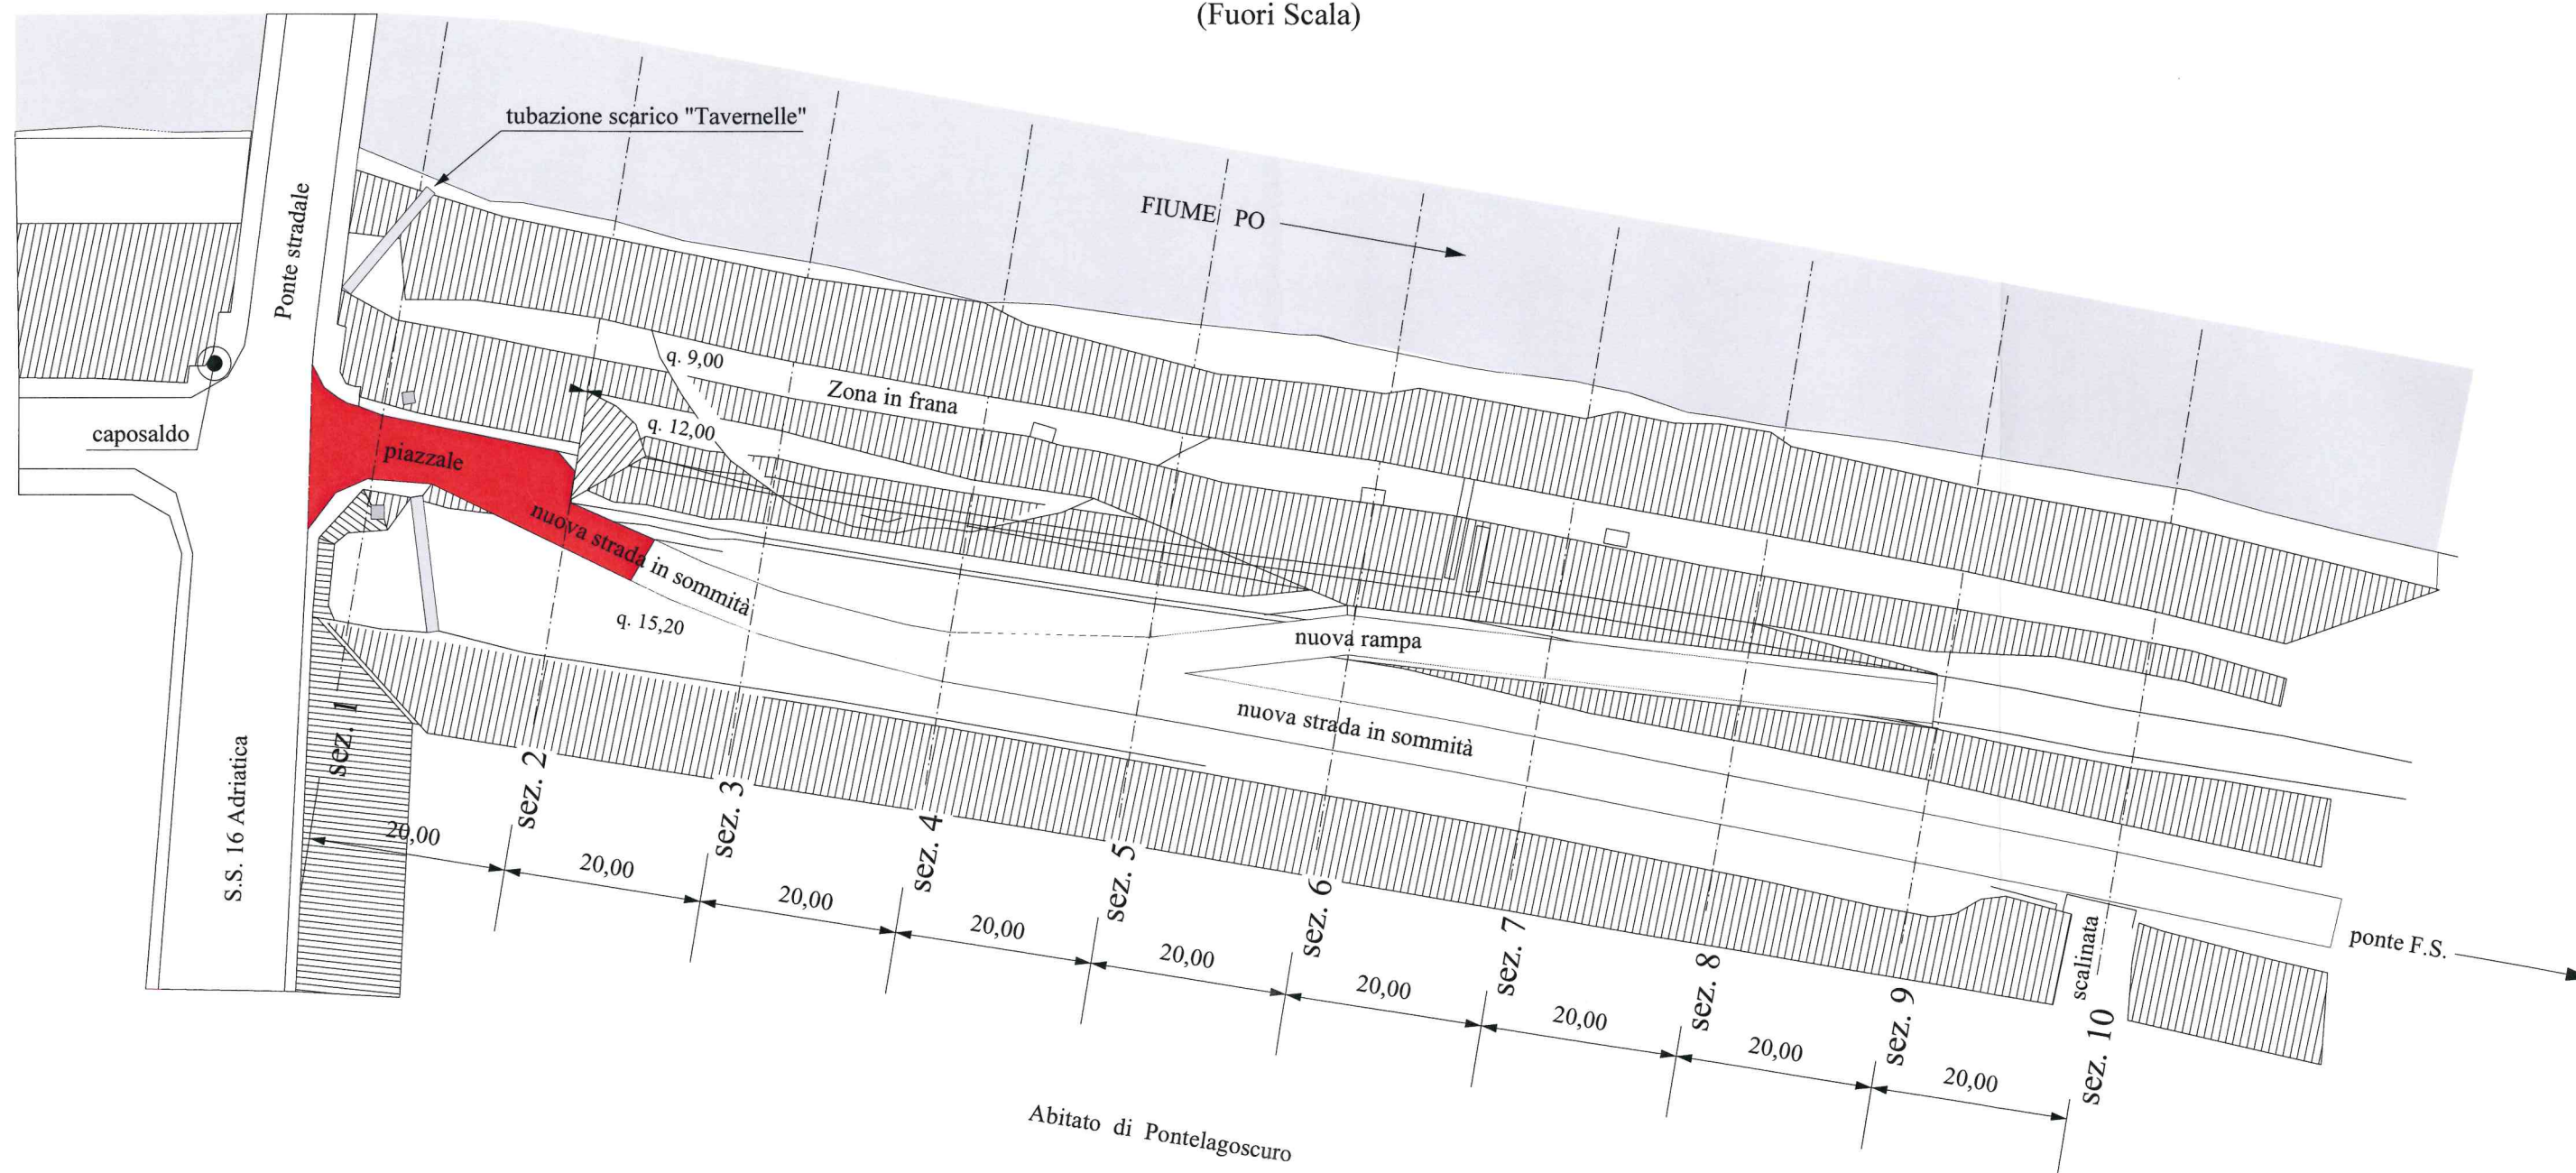 (Fuori Scala)
tubazione scarico "Tavernelle"
Ponte stradale
FIUME PO
q. 9,00
Zona in frana
q. 12,00
caposaldo
piazzale
nuova strada in sommità
q. 15,20
nuova rampa
nuova strada in sommità
S.S. 16 Adriatica
sez. 1
sez. 2
sez. 3
sez. 4
sez. 5
sez. 6
sez. 7
sez. 8
sez. 9
sez. 10
20,00
20,00
20,00
20,00
20,00
20,00
20,00
20,00
20,00
scalinata
ponte F.S.
Abitato di Pontelagoscuro